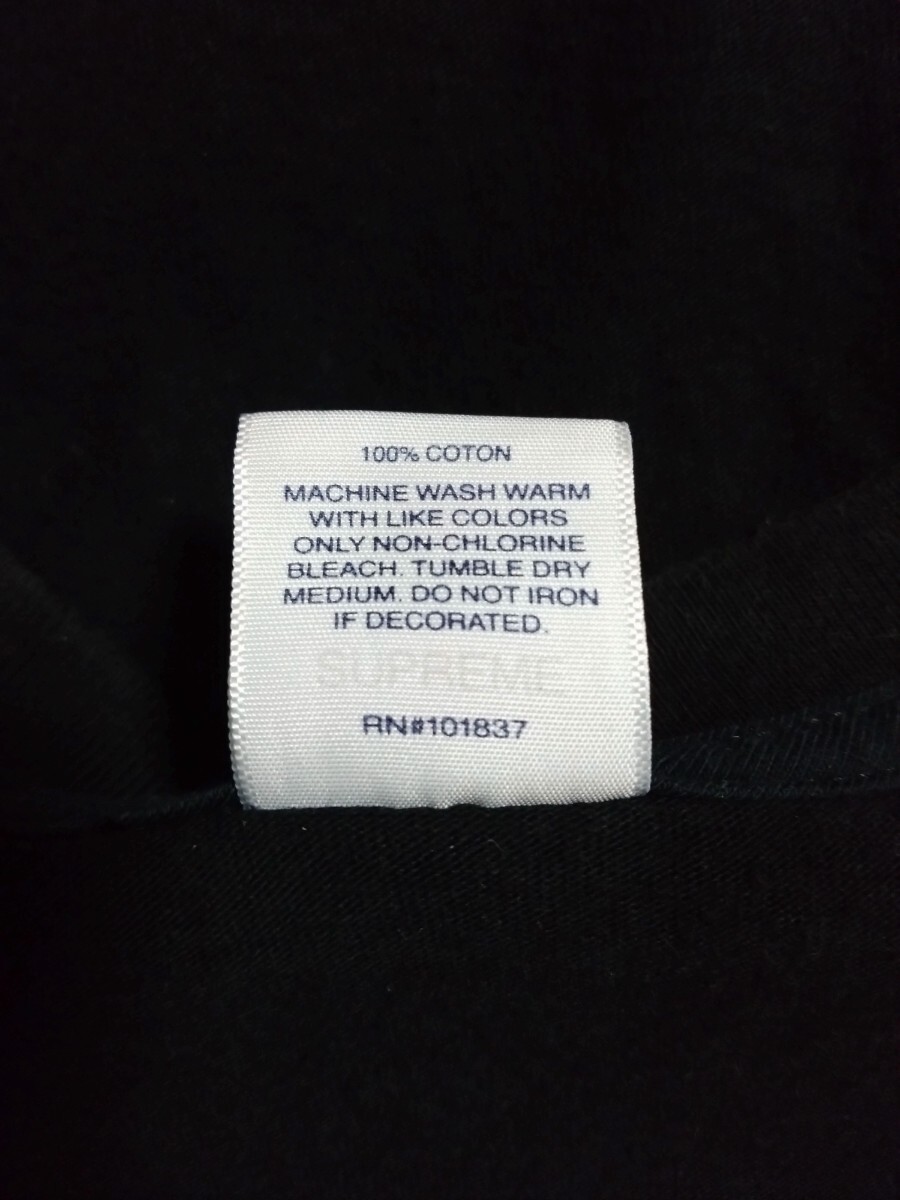 100% COTON
MACHINE WASH WARM
WITH LIKE COLORS
ONLY NON-CHLORINE
BLEACH. TUMBLE DRY
MEDIUM. DO NOT IRON
IF DECORATED.
SUPREME
RN#101837